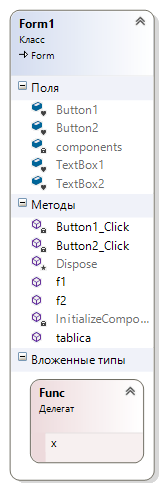 Form1
Класс
Form
Поля
Button1
Button2
components
TextBox1
TextBox2
Методы
Button1_Click
Button2_Click
Dispose
f1
f2
InitializeCompo...
tablica
Вложенные типы
Func
Делегат
x